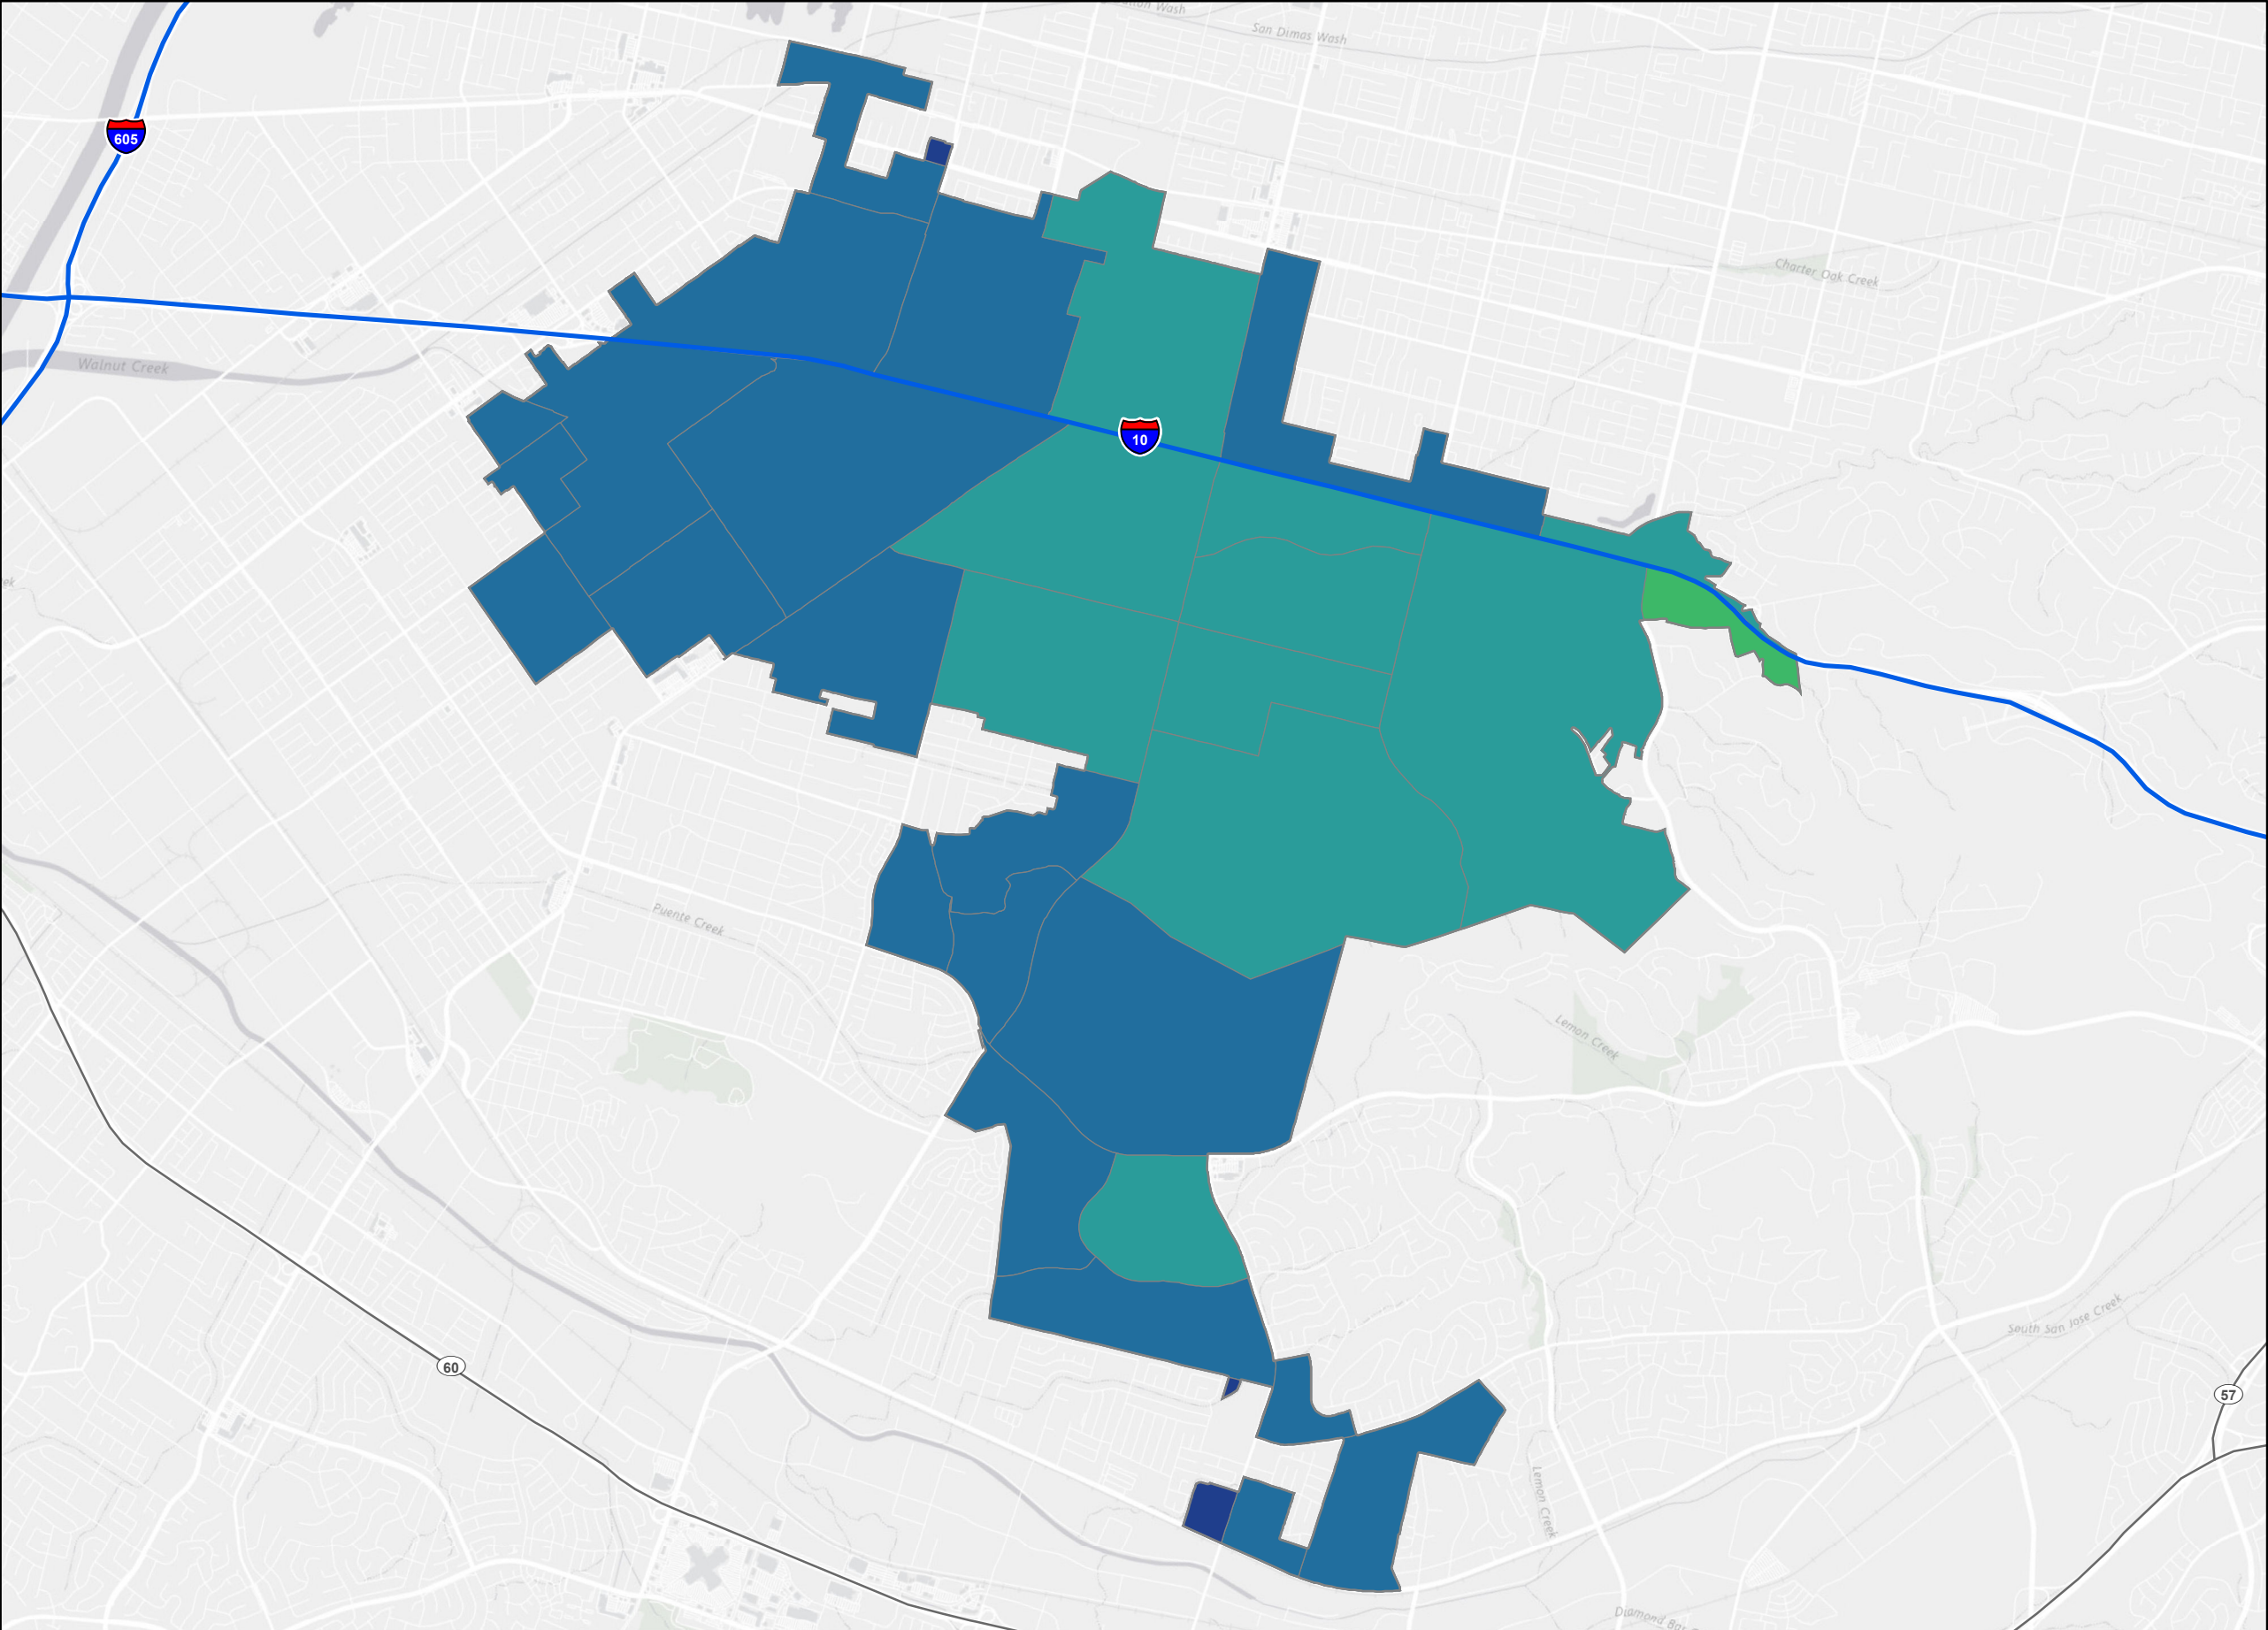 San Dimas Wash
605
Charter Oak Creek
Walnut Creek
10
Puente Creek
Lemon Creek
South San Jose Creek
60
57
Lemon Creek